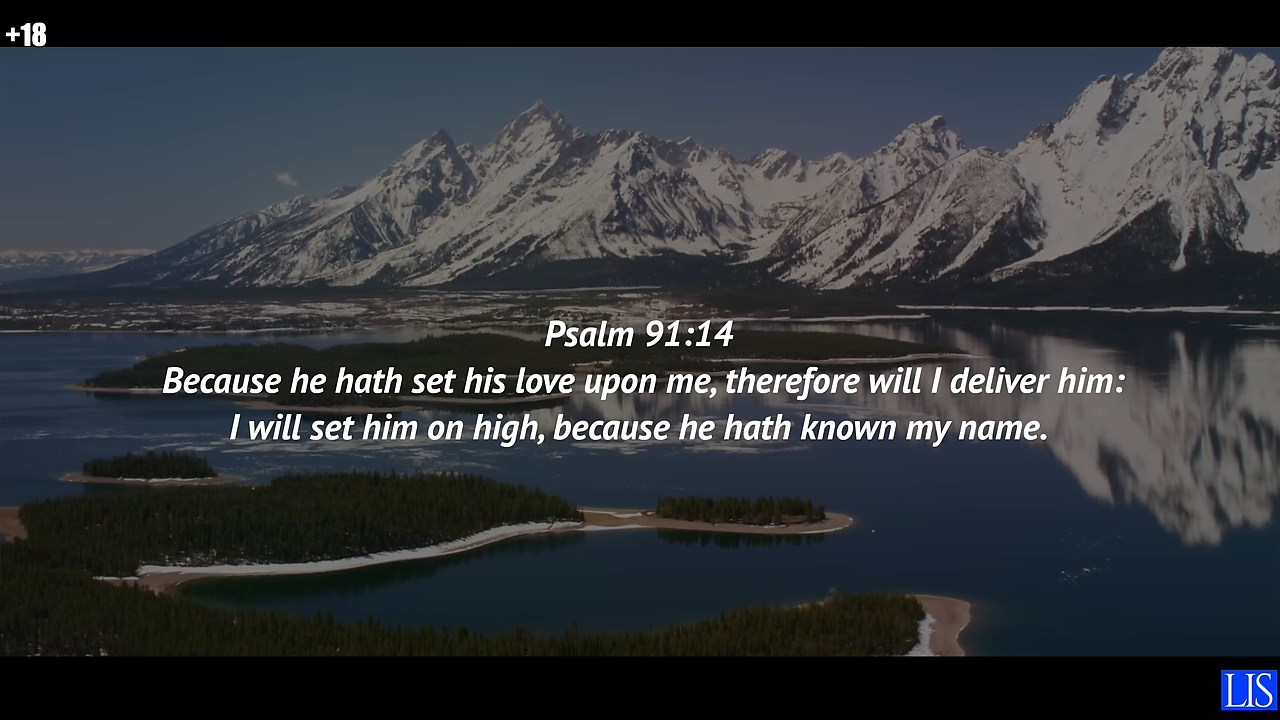 +18
Psalm 91:14
Because he hath set his love upon me, therefore will I deliver him:
I will set him on high, because he hath known my name.
LIS